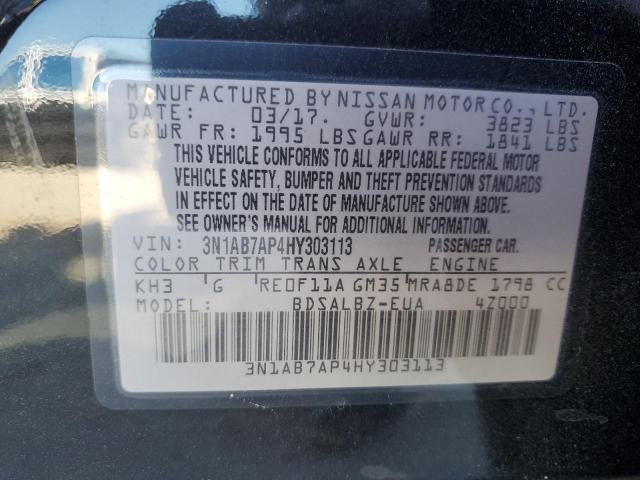 MANUFACTURED BY NISSAN MOTOR CO., LTD.
DATE: 03/17. GVWR: 3823 LBS
GAWR FR: 1995 LBS GAWR RR: 1841 LBS
THIS VEHICLE CONFORMS TO ALL APPLICABLE FEDERAL MOTOR
VEHICLE SAFETY, BUMPER AND THEFT PREVENTION STANDARDS
IN EFFECT ON THE DATE OF MANUFACTURE SHOWN ABOVE.
SEE OWNER'S MANUAL FOR ADDITIONAL INFORMATION.
VIN: 3N1AB7AP4HY303113 PASSENGER CAR.
COLOR TRIM TRANS AXLE ENGINE
KH3 G RE0F11A GM35 MRA8DE 1798 CC
MODEL: BDSALBZ-EUA 4Z000
3N1AB7AP4HY303113